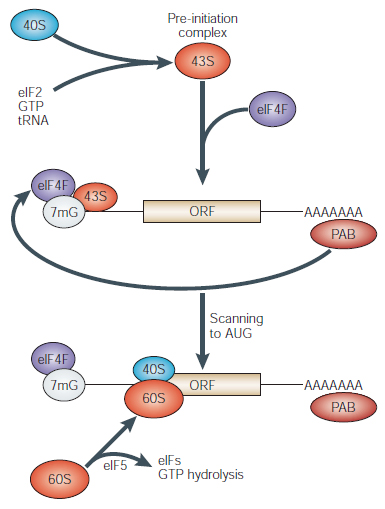 Pre-initiation
complex
40S
43S
eIF2
GTP
tRNA
eIF4F
eIF4F
43S
7mG
ORF
AAAAAAA
PAB
Scanning
to AUG
eIF4F
40S
7mG
ORF
AAAAAAA
60S
PAB
eIF5
eIFs
GTP hydrolysis
60S